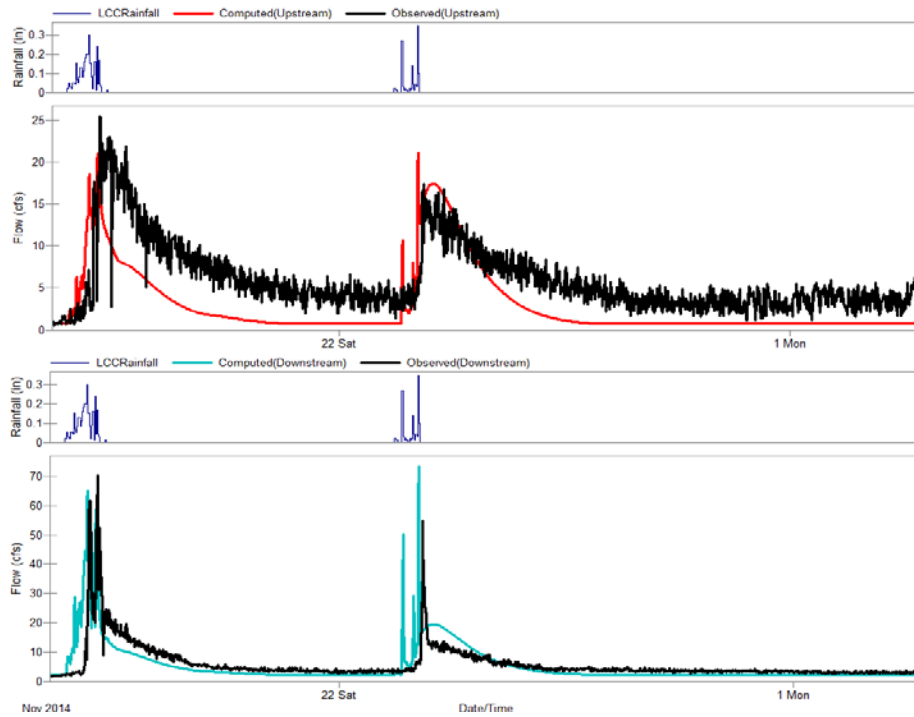 LCCRainfall Computed(Upstream) Observed(Upstream)
Rainfall (in)
0.3
0.2
0.1
0
Flow (cfs)
25
20
15
10
5
0
22 Sat 1 Mon
LCCRainfall Computed(Downstream) Observed(Downstream)
Rainfall (in)
0.3
0.2
0.1
0
Flow (cfs)
70
60
50
40
30
20
10
0
22 Sat 1 Mon
Nov 2014 Date/Time